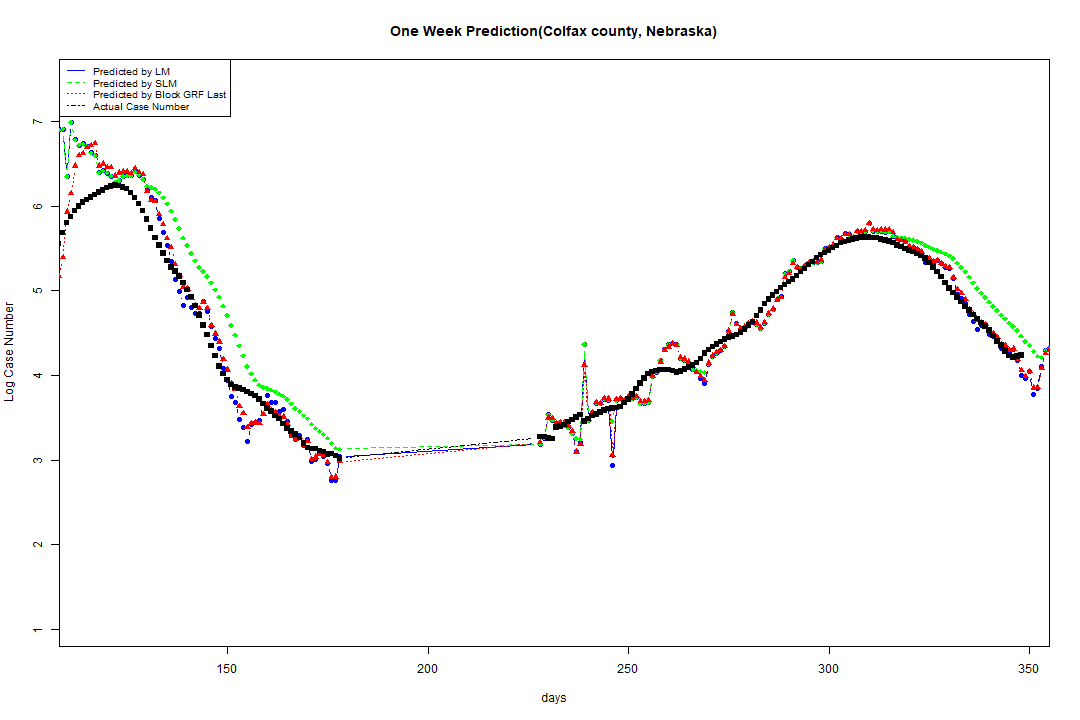 One Week Prediction(Colfax county, Nebraska)
Predicted by LM
Predicted by SLM
Predicted by Block GRF Last
Actual Case Number
7
6
5
4
3
2
1
Log Case Number
150 200 250 300 350
days